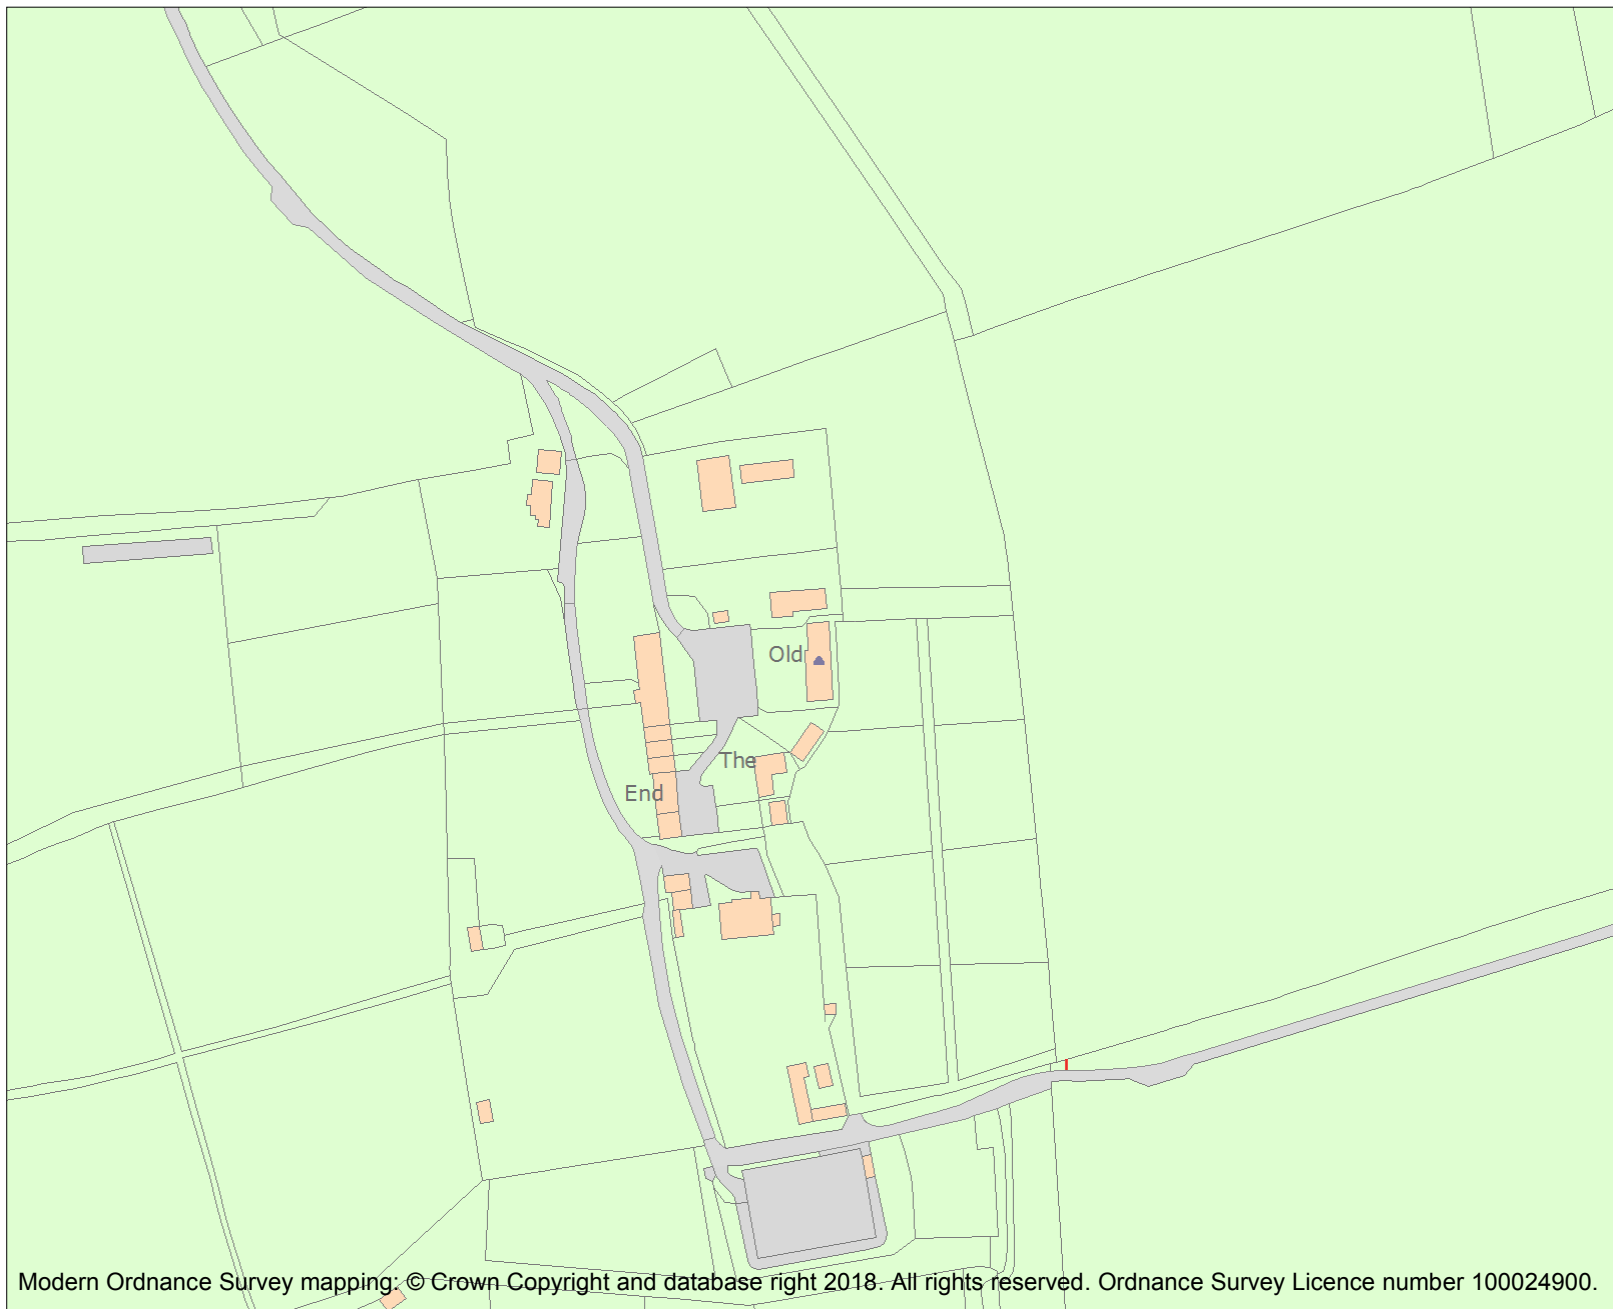 Old
The
End
Modern Ordnance Survey mapping: © Crown Copyright and database right 2018. All rights reserved. Ordnance Survey Licence number 100024900.